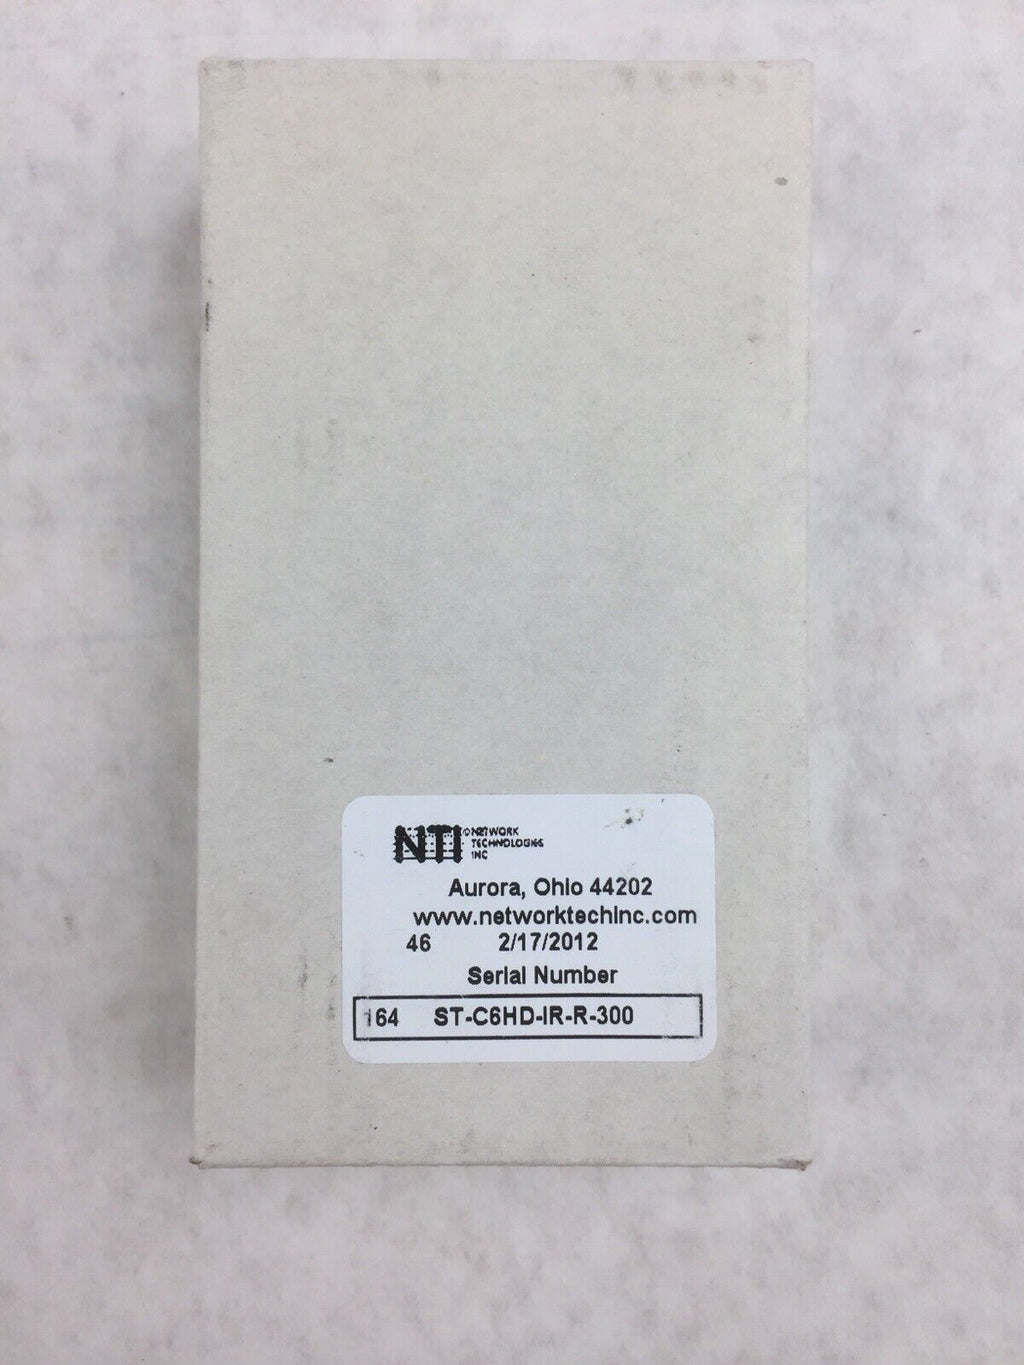 NTI NETWORK
TECHNOLOGIES
INC
Aurora, Ohio 44202
www.networktechinc.com
46 2/17/2012
Serial Number
164 ST-C6HD-IR-R-300